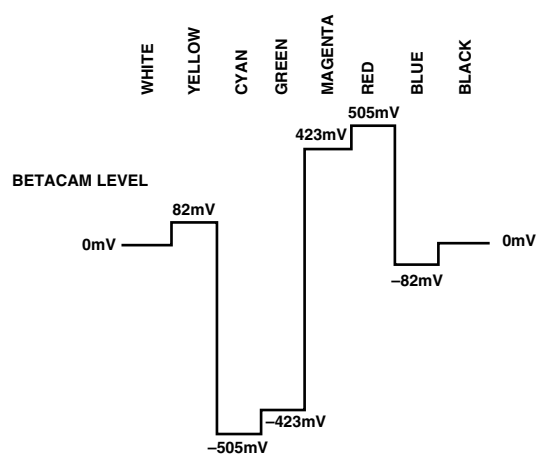 WHITE
YELLOW
CYAN
GREEN
MAGENTA
RED
BLUE
BLACK
505mV
423mV
BETACAM LEVEL
82mV
0mV
0mV
–82mV
–423mV
–505mV